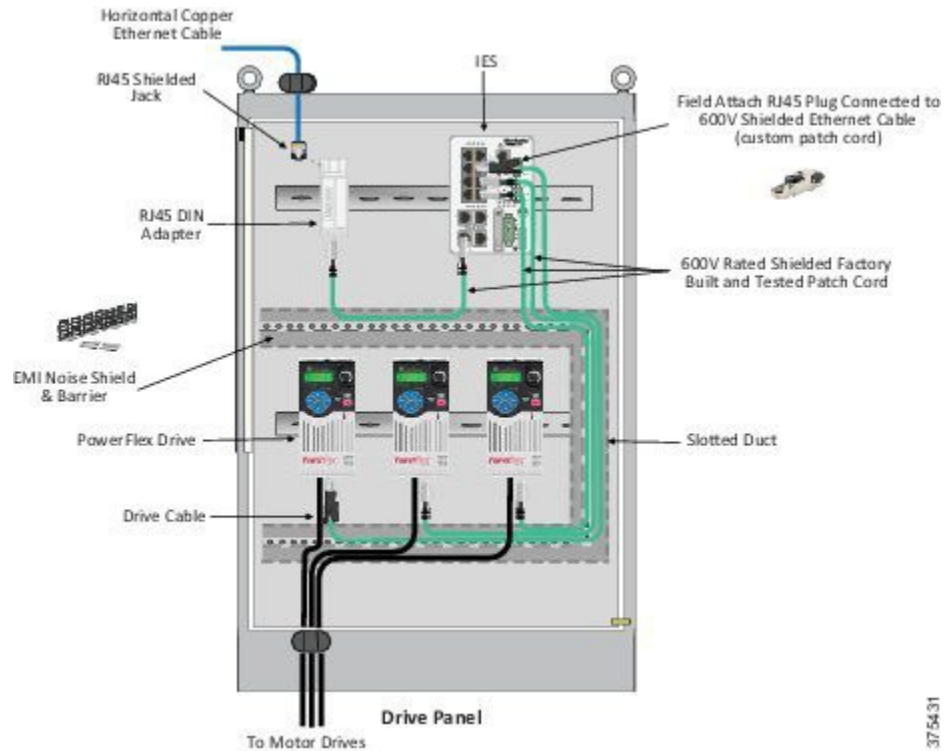 Horizontal Copper
Ethernet Cable
RJ45 Shielded
Jack
IES
Field Attach RJ45 Plug Connected to
600V Shielded Ethernet Cable
(custom patch cord)
RJ45 DIN
Adapter
600V Rated Shielded Factory
Built and Tested Patch Cord
EMI Noise Shield
& Barrier
PowerFlex Drive
Slotted Duct
Drive Cable
Drive Panel
To Motor Drives
375431